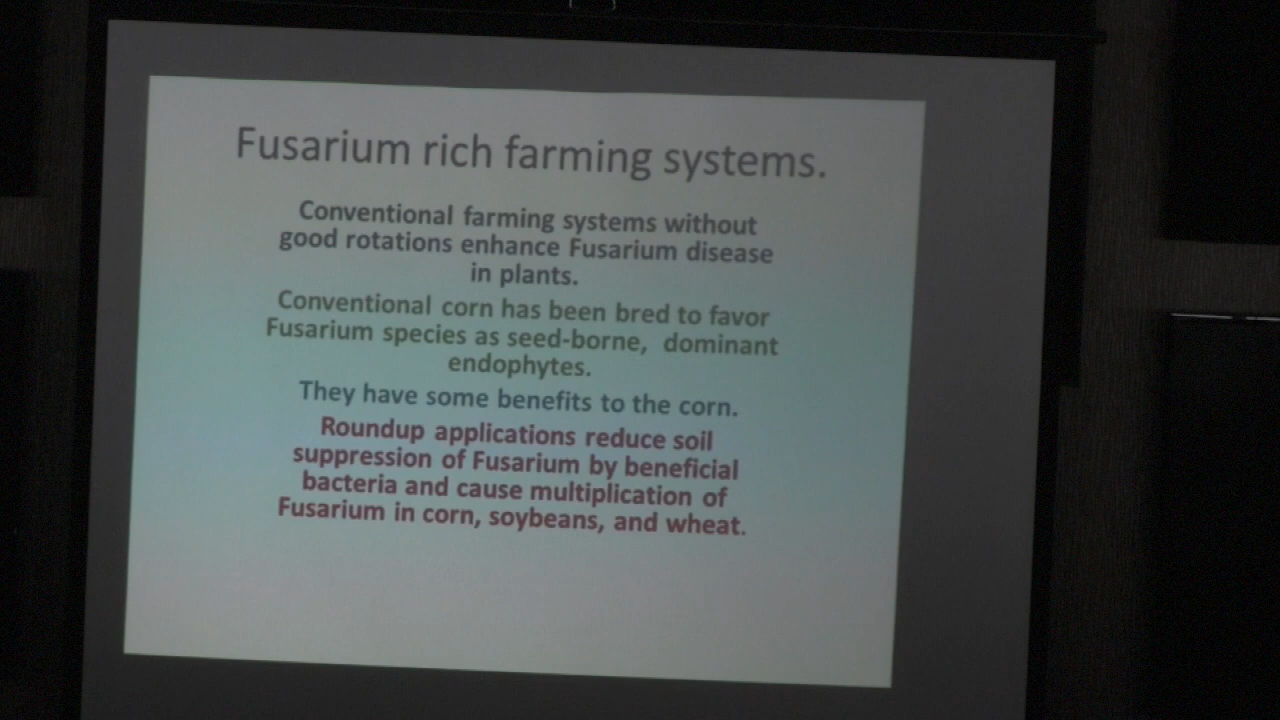 Fusarium rich farming systems.
Conventional farming systems without
good rotations enhance Fusarium disease
in plants.
Conventional corn has been bred to favor
Fusarium species as seed-borne, dominant
endophytes.
They have some benefits to the corn.
Roundup applications reduce soil
suppression of Fusarium by beneficial
bacteria and cause multiplication of
Fusarium in corn, soybeans, and wheat.